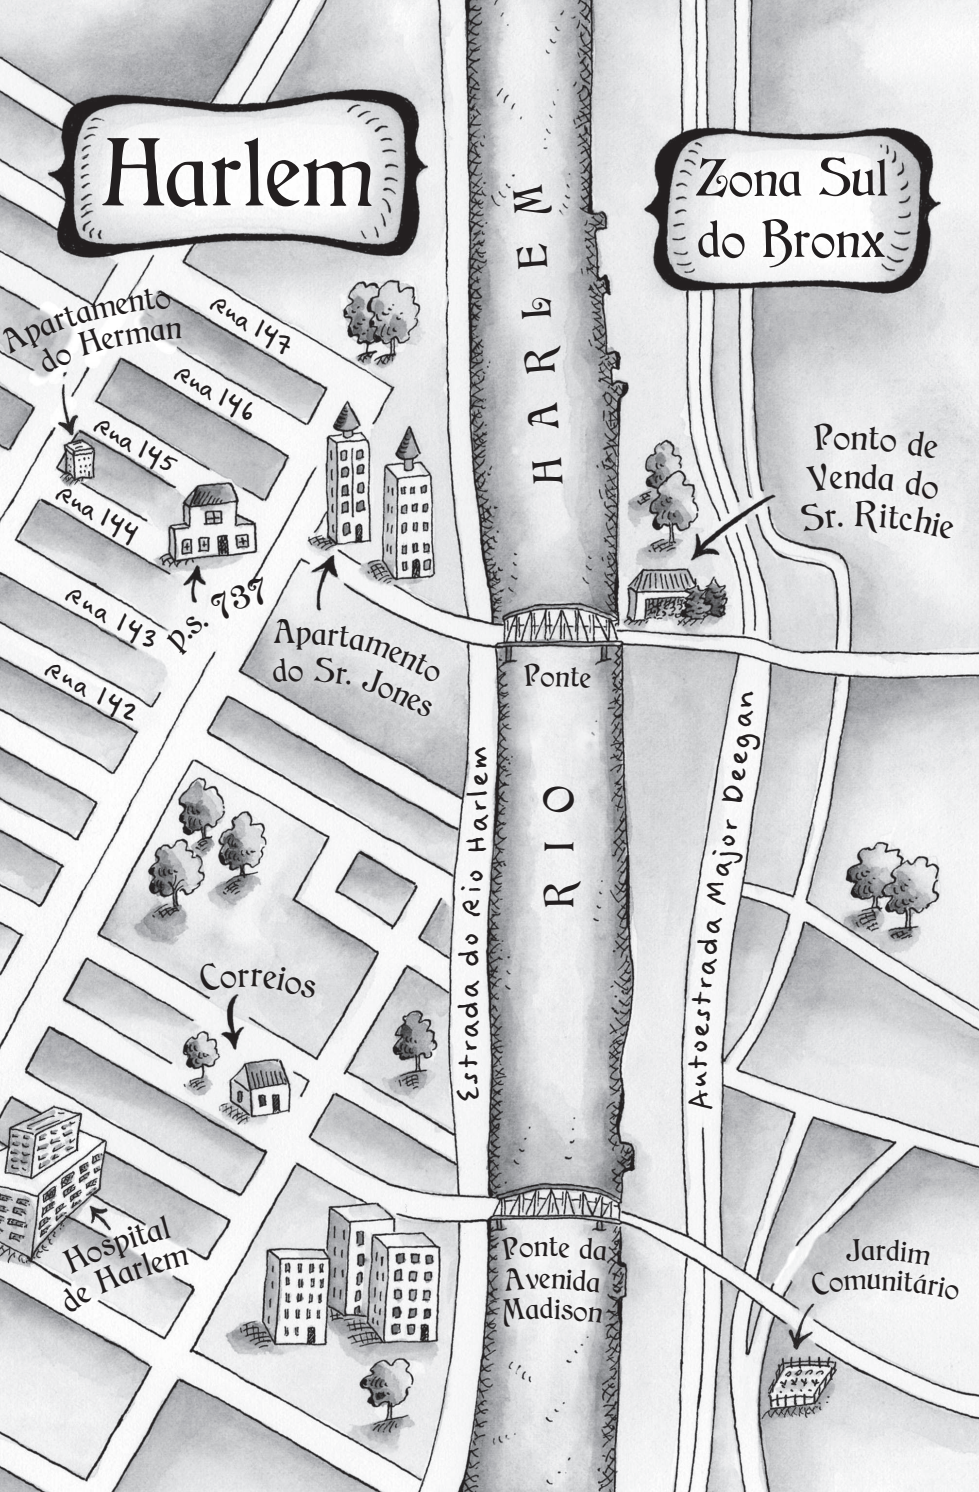 Harlem
Zona Sul
do Bronx
HARLEM
Rua 147
Apartamento
do Herman
Rua 146
Rua 145
Rua 144
Ponto de
Venda do
Sr. Ritchie
P.S. 737
Rua 143
Rua 142
Apartamento
do Sr. Jones
Ponte
RIO
Estrada do Rio Harlem
Autoestrada Major Deegan
Correios
Hospital
de Harlem
Ponte da
Avenida
Madison
Jardim
Comunitário